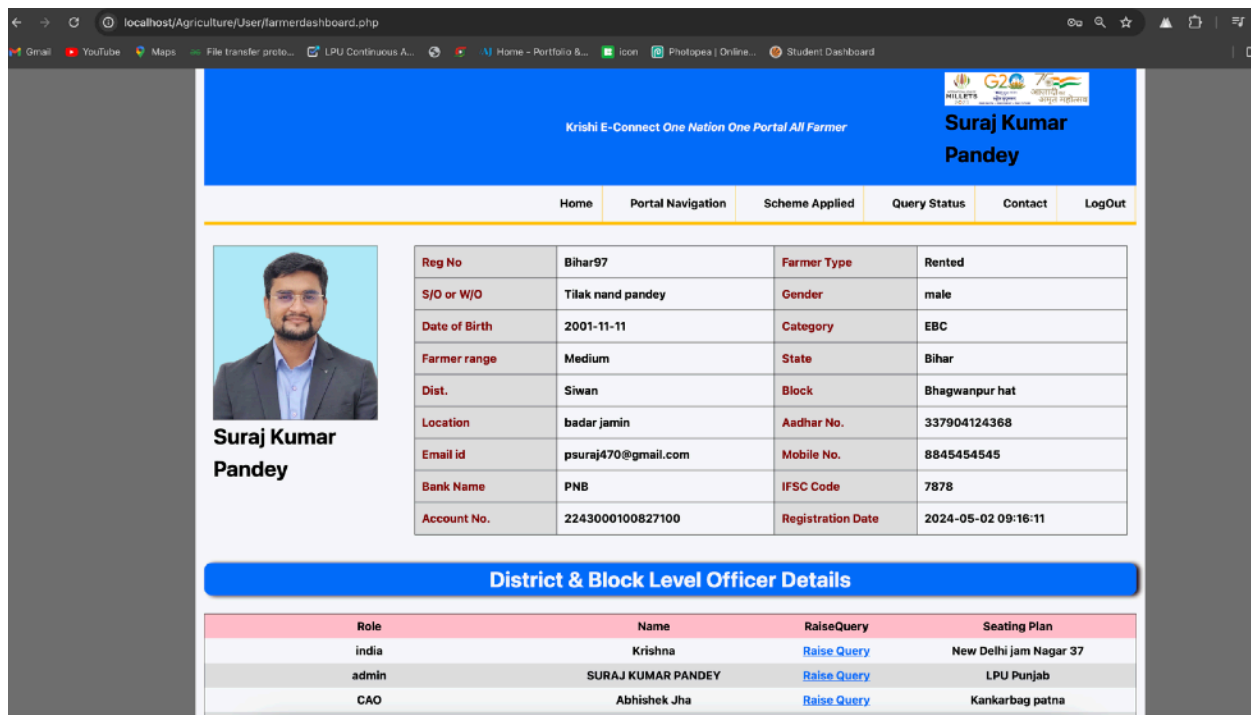 localhost/Agriculture/User/farmerdashboard.php
Gmail YouTube Maps File transfer proto... LPU Continuous A... Home - Portfolio &... icon Photopea | Online... Student Dashboard
MILLETS G20
आज़ादी का
अमृत महोत्सव
Krishi E-Connect One Nation One Portal All Farmer
Suraj Kumar
Pandey
Home Portal Navigation Scheme Applied Query Status Contact LogOut
Reg No Bihar97 Farmer Type Rented
S/O or W/O Tilak nand pandey Gender male
Date of Birth 2001-11-11 Category EBC
Farmer range Medium State Bihar
Dist. Siwan Block Bhagwanpur hat
Location badar jamin Aadhar No. 337904124368
Email id psuraj470@gmail.com Mobile No. 8845454545
Bank Name PNB IFSC Code 7878
Account No. 2243000100827100 Registration Date 2024-05-02 09:16:11
Suraj Kumar
Pandey
District & Block Level Officer Details
Role Name RaiseQuery Seating Plan
india Krishna Raise Query New Delhi jam Nagar 37
admin SURAJ KUMAR PANDEY Raise Query LPU Punjab
CAO Abhishek Jha Raise Query Kankarbag patna